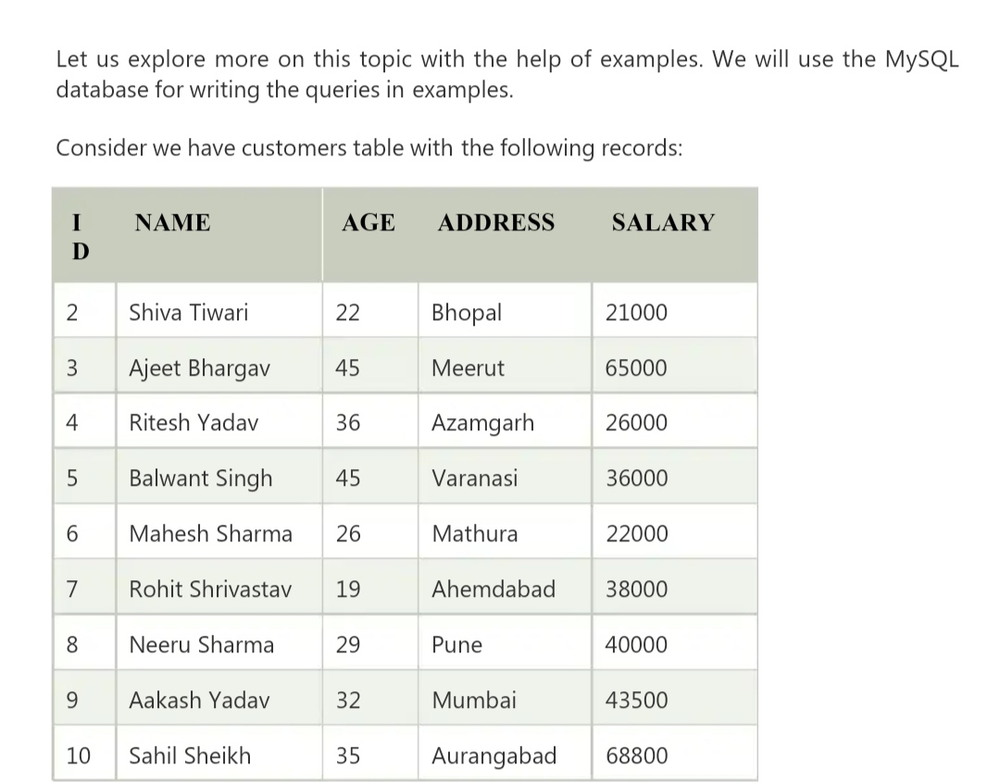 Let us explore more on this topic with the help of examples. We will use the MySQL
database for writing the queries in examples.
Consider we have customers table with the following records:
I NAME AGE ADDRESS SALARY
D
2 Shiva Tiwari 22 Bhopal 21000
3 Ajeet Bhargav 45 Meerut 65000
4 Ritesh Yadav 36 Azamgarh 26000
5 Balwant Singh 45 Varanasi 36000
6 Mahesh Sharma 26 Mathura 22000
7 Rohit Shrivastav 19 Ahemdabad 38000
8 Neeru Sharma 29 Pune 40000
9 Aakash Yadav 32 Mumbai 43500
10 Sahil Sheikh 35 Aurangabad 68800